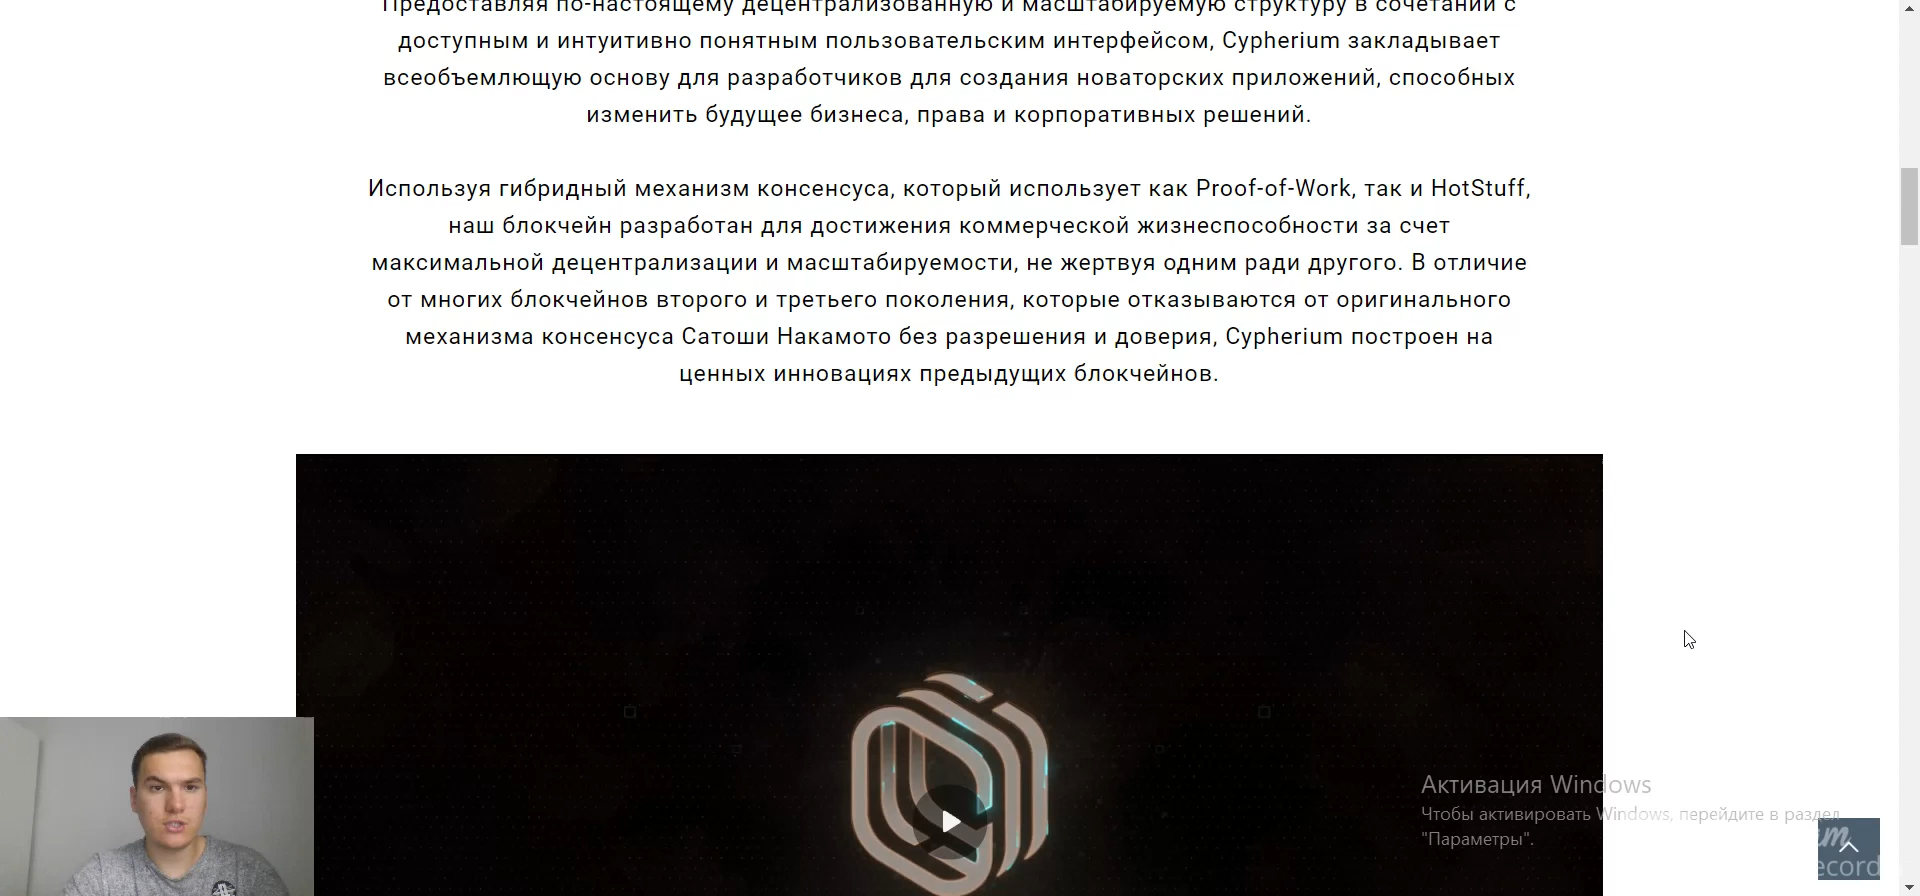 Предоставляя по-настоящему децентрализованную и масштабируемую структуру в сочетании с
доступным и интуитивно понятным пользовательским интерфейсом, Cypherium закладывает
всеобъемлющую основу для разработчиков для создания новаторских приложений, способных
изменить будущее бизнеса, права и корпоративных решений.
Используя гибридный механизм консенсуса, который использует как Proof-of-Work, так и HotStuff,
наш блокчейн разработан для достижения коммерческой жизнеспособности за счет
максимальной децентрализации и масштабируемости, не жертвуя одним ради другого. В отличие
от многих блокчейнов второго и третьего поколения, которые отказываются от оригинального
механизма консенсуса Сатоши Накамото без разрешения и доверия, Cypherium построен на
ценных инновациях предыдущих блокчейнов.
Активация Windows
Чтобы активировать Windows, перейдите в раздел
"Параметры".